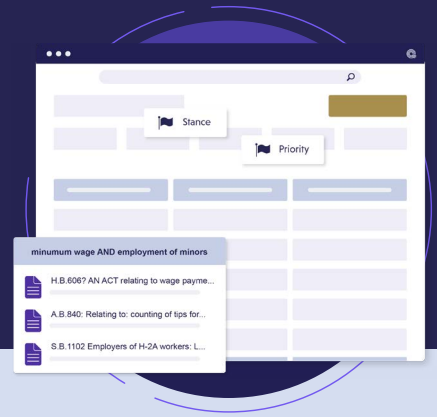 Stance
Priority
minumum wage AND employment of minors
H.B.606? AN ACT relating to wage payme...
A.B.840: Relating to: counting of tips for...
S.B.1102 Employers of H-2A workers: L...